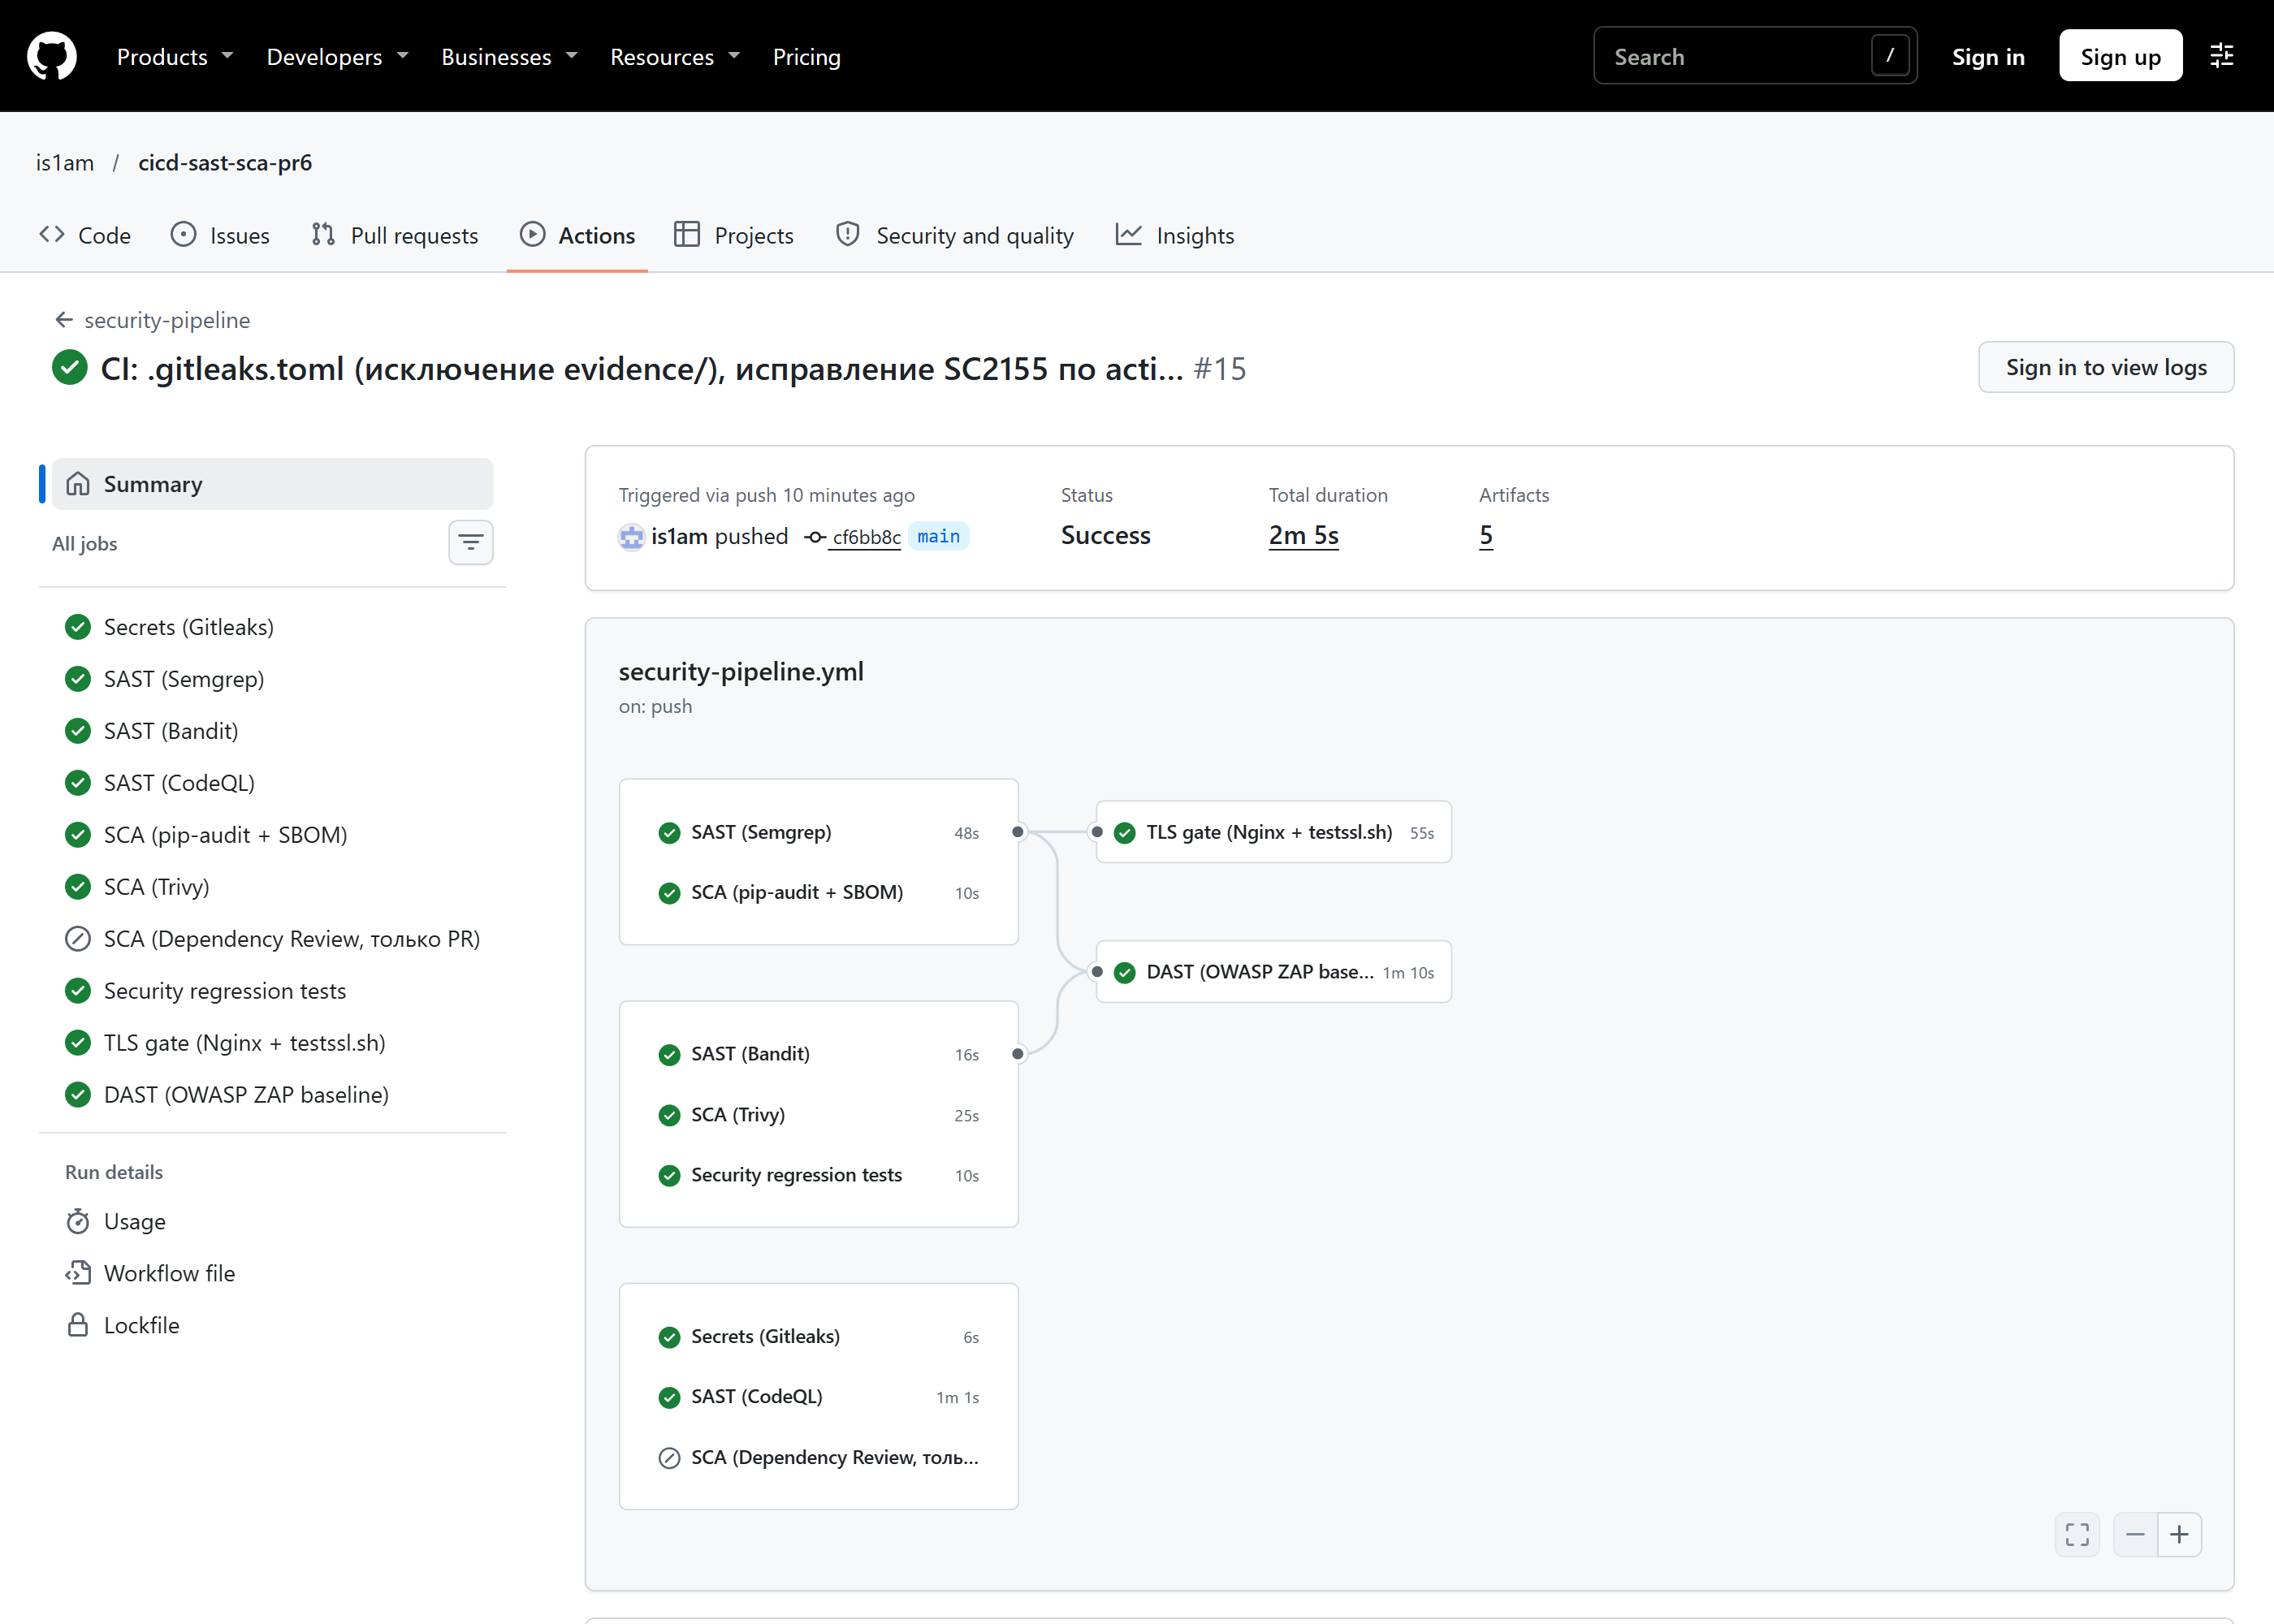 Products Developers Businesses Resources Pricing Search / Sign in Sign up
is1am / cicd-sast-sca-pr6
Code Issues Pull requests Actions Projects Security and quality Insights
security-pipeline
CI: .gitleaks.toml (исключение evidence/), исправление SC2155 по acti... #15
Sign in to view logs
Summary
All jobs
Secrets (Gitleaks)
SAST (Semgrep)
SAST (Bandit)
SAST (CodeQL)
SCA (pip-audit + SBOM)
SCA (Trivy)
SCA (Dependency Review, только PR)
Security regression tests
TLS gate (Nginx + testssl.sh)
DAST (OWASP ZAP baseline)
Run details
Usage
Workflow file
Lockfile
Triggered via push 10 minutes ago
is1am pushed cf6bb8c main
Status
Success
Total duration
2m 5s
Artifacts
5
security-pipeline.yml
on: push
SAST (Semgrep) 48s
SCA (pip-audit + SBOM) 10s
SAST (Bandit) 16s
SCA (Trivy) 25s
Security regression tests 10s
Secrets (Gitleaks) 6s
SAST (CodeQL) 1m 1s
SCA (Dependency Review, толь...
TLS gate (Nginx + testssl.sh) 55s
DAST (OWASP ZAP base... 1m 10s